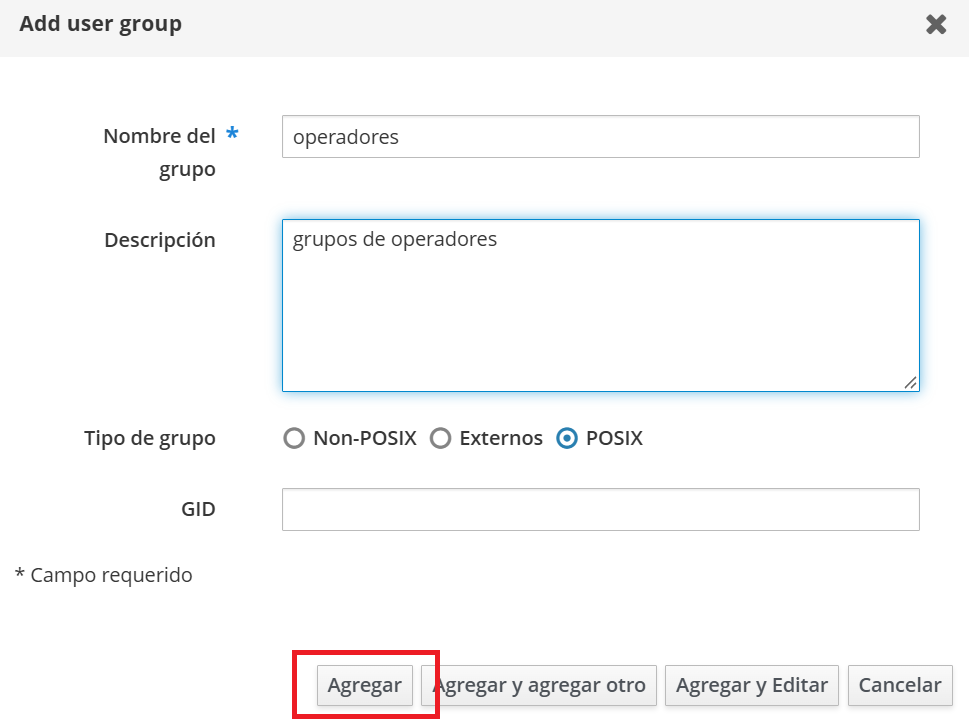 Add user group
Nombre del *
grupo
operadores
Descripción
grupos de operadores
Tipo de grupo
Non-POSIX Externos POSIX
GID
* Campo requerido
Agregar Agregar y agregar otro Agregar y Editar Cancelar